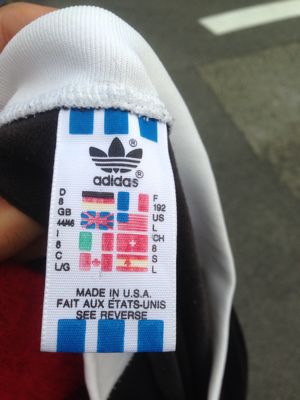 ®
adidas®
D F
8 192
GB US
44/46 L
I CH
8 8
C S
L/G L
MADE IN U.S.A.
FAIT AUX ÉTATS-UNIS
SEE REVERSE